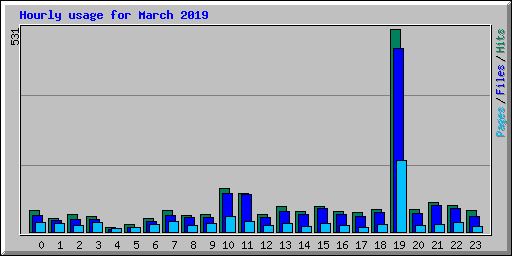 Hourly usage for March 2019
531
Pages/Files/Hits
0 1 2 3 4 5 6 7 8 9 10 11 12 13 14 15 16 17 18 19 20 21 22 23